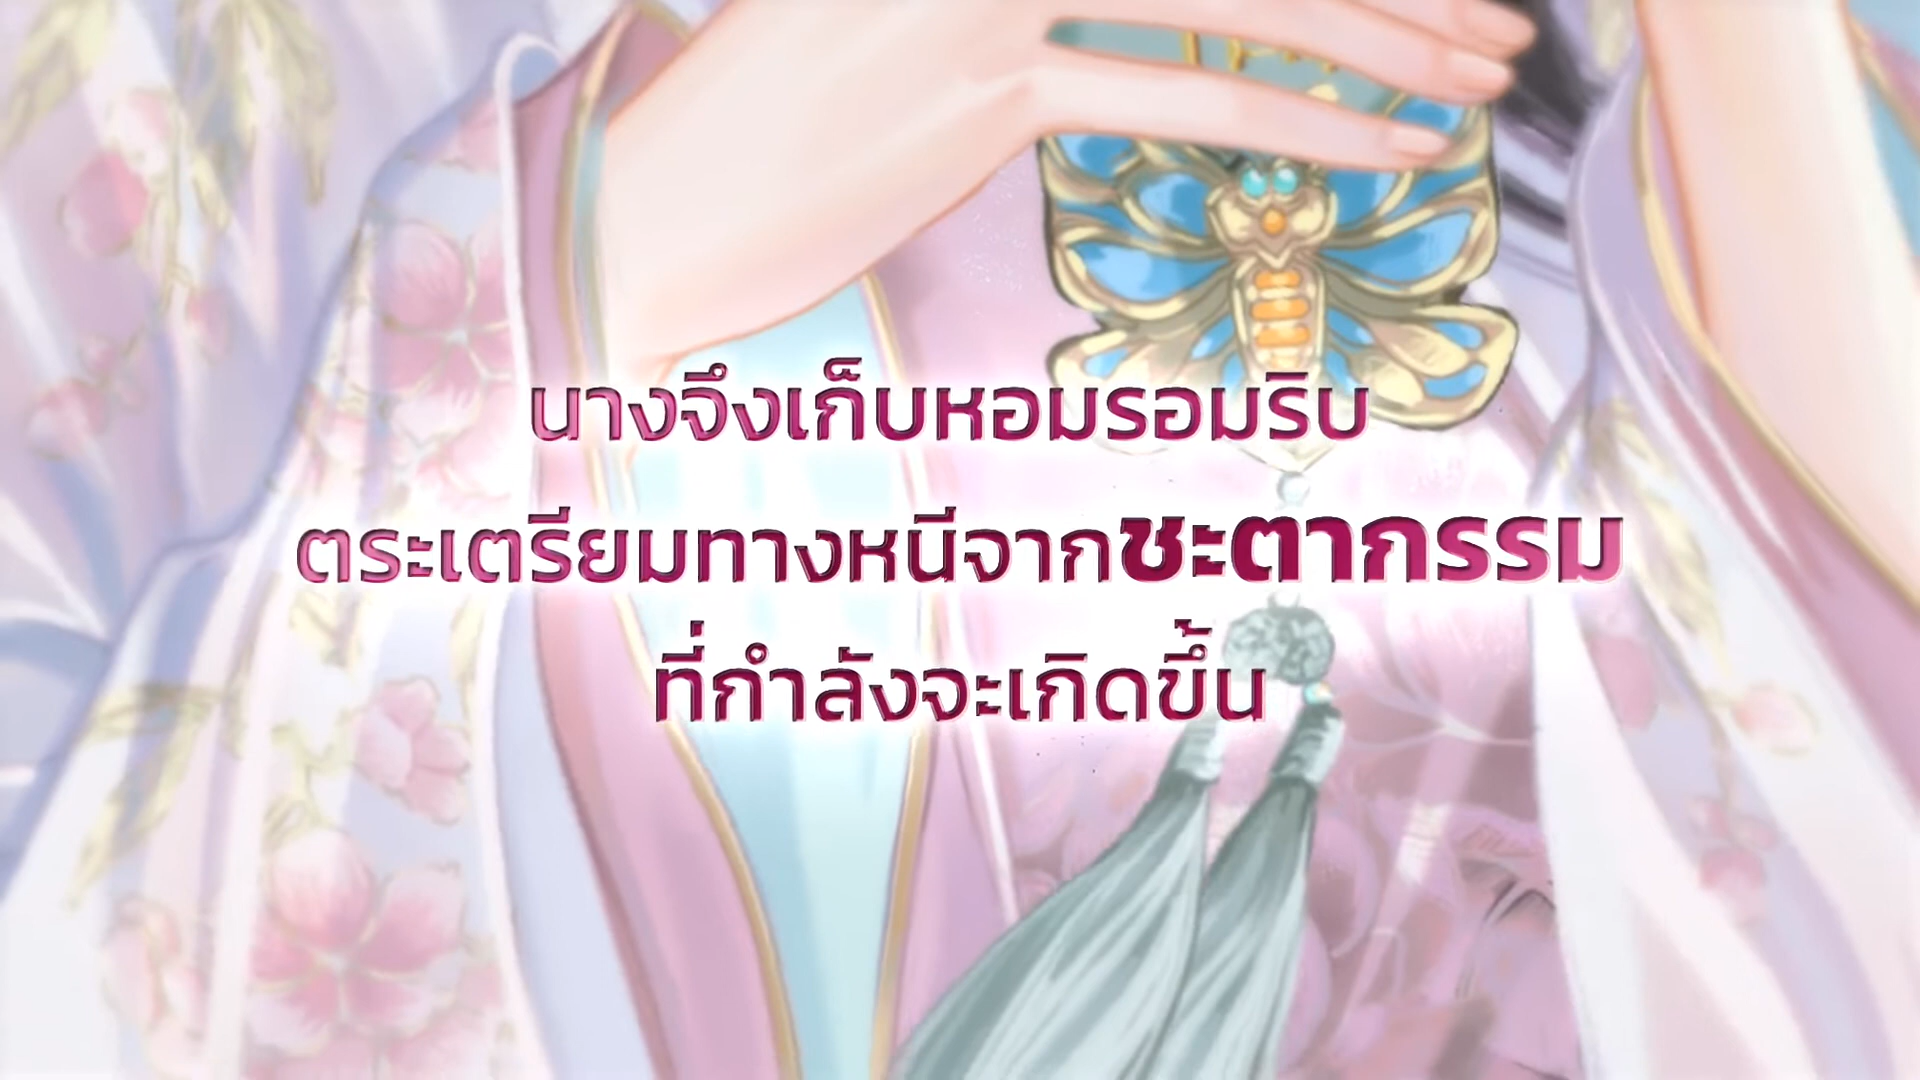 นางจึงเก็บหอมรอมริบ
ตระเตรียมทางหนีจากชะตากรรม
ที่กำลังจะเกิดขึ้น